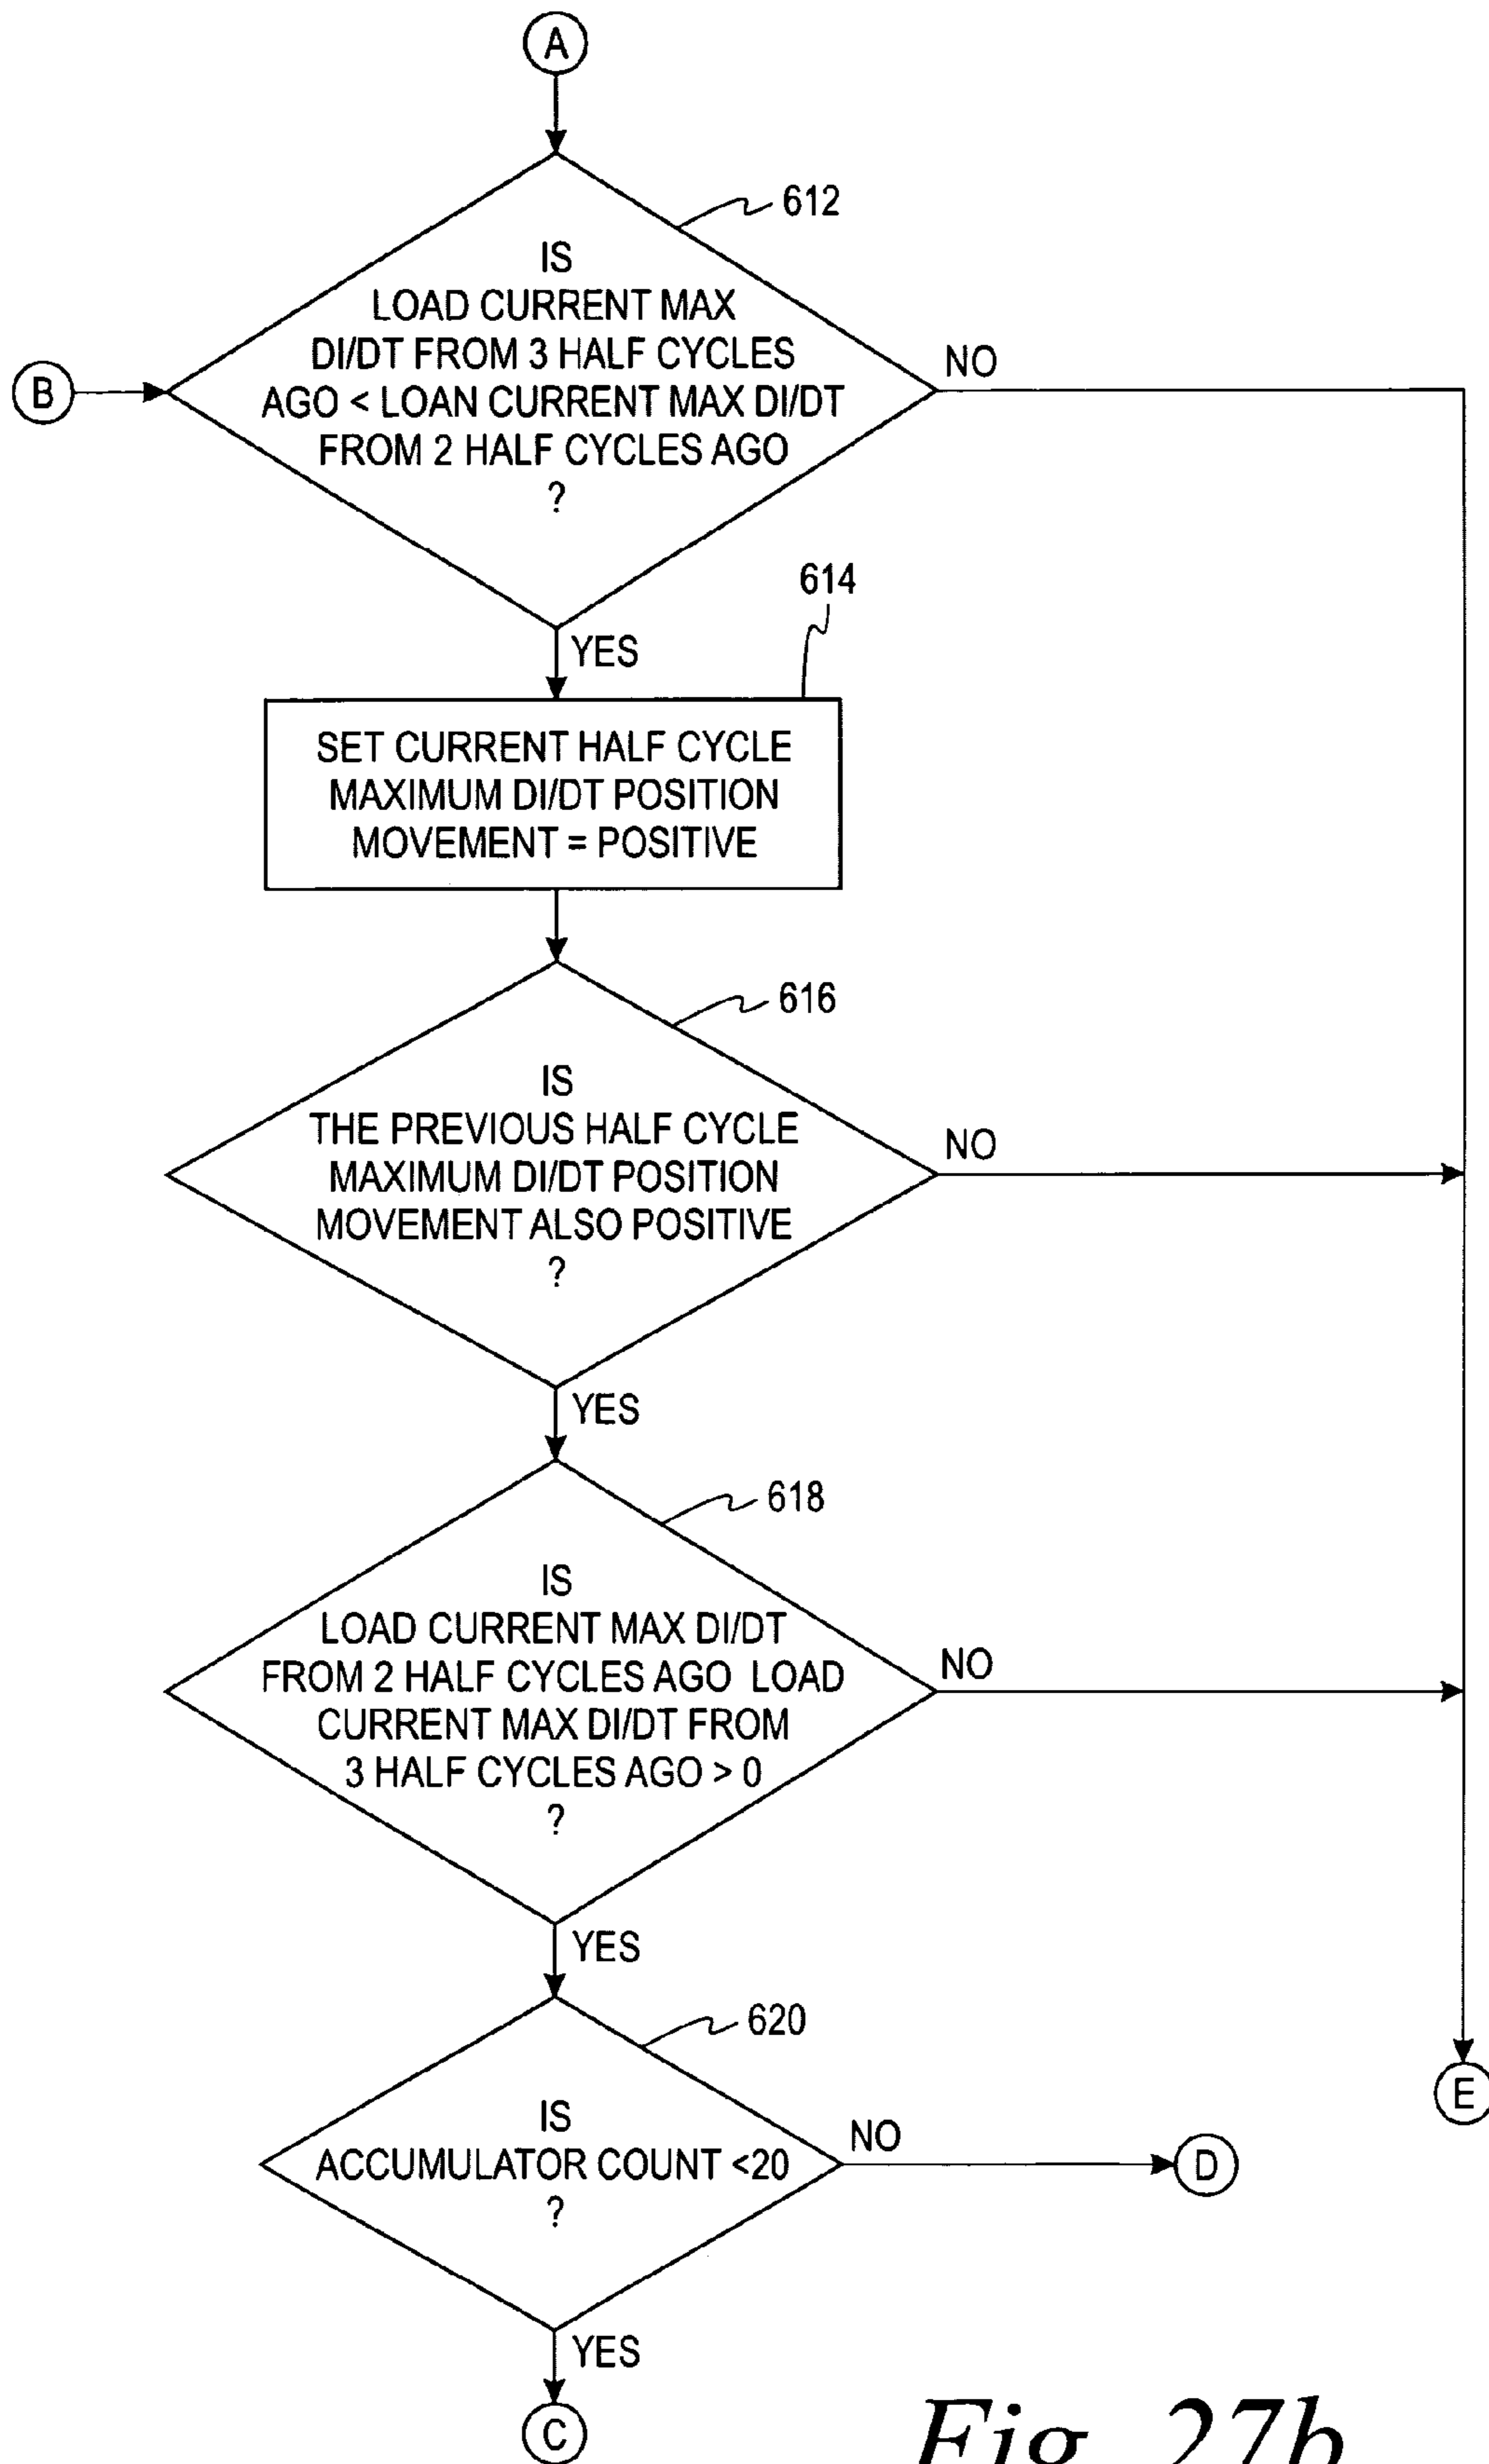 A
612
IS
LOAD CURRENT MAX
DI/DT FROM 3 HALF CYCLES
AGO < LOAN CURRENT MAX DI/DT
FROM 2 HALF CYCLES AGO
?
NO
B
YES
614
SET CURRENT HALF CYCLE
MAXIMUM DI/DT POSITION
MOVEMENT = POSITIVE
616
IS
THE PREVIOUS HALF CYCLE
MAXIMUM DI/DT POSITION
MOVEMENT ALSO POSITIVE
?
NO
YES
618
IS
LOAD CURRENT MAX DI/DT
FROM 2 HALF CYCLES AGO LOAD
CURRENT MAX DI/DT FROM
3 HALF CYCLES AGO > 0
?
NO
YES
620
IS
ACCUMULATOR COUNT <20
?
NO
D
E
YES
C
Fig. 27b